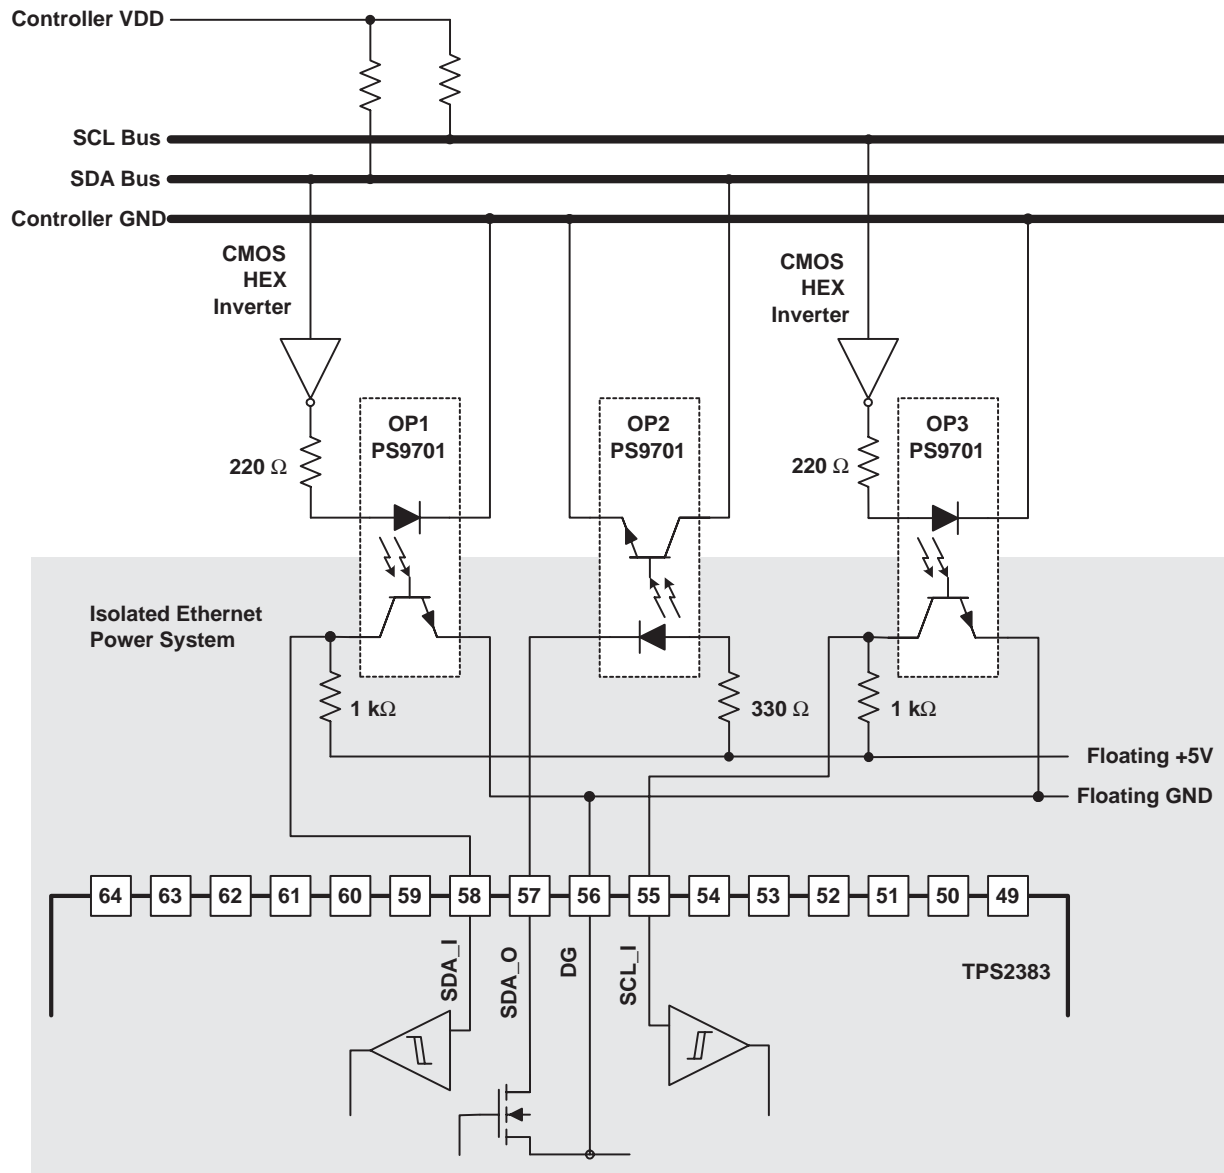 Controller VDD
SCL Bus
SDA Bus
Controller GND
CMOS
HEX
Inverter
CMOS
HEX
Inverter
OP1
PS9701
OP2
PS9701
OP3
PS9701
220 Ω
220 Ω
Isolated Ethernet
Power System
1 kΩ
330 Ω
1 kΩ
Floating +5V
Floating GND
64
63
62
61
60
59
58
57
56
55
54
53
52
51
50
49
SDA_I
SDA_O
DG
SCL_I
TPS2383